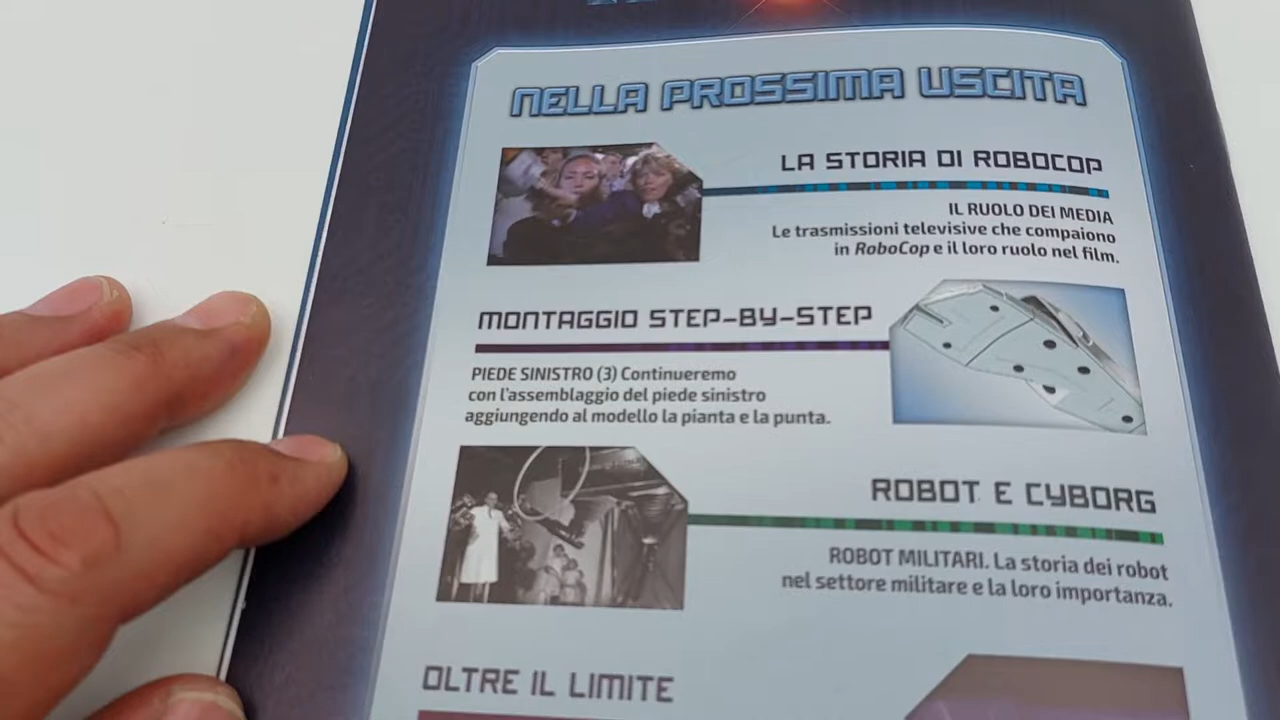 NELLA PROSSIMA USCITA
LA STORIA DI ROBOCOP
IL RUOLO DEI MEDIA
Le trasmissioni televisive che compaiono
in RoboCop e il loro ruolo nel film.
MONTAGGIO STEP-BY-STEP
PIEDE SINISTRO (3) Continueremo
con l'assemblaggio del piede sinistro
aggiungendo al modello la pianta e la punta.
ROBOT E CYBORG
ROBOT MILITARI. La storia dei robot
nel settore militare e la loro importanza.
OLTRE IL LIMITE